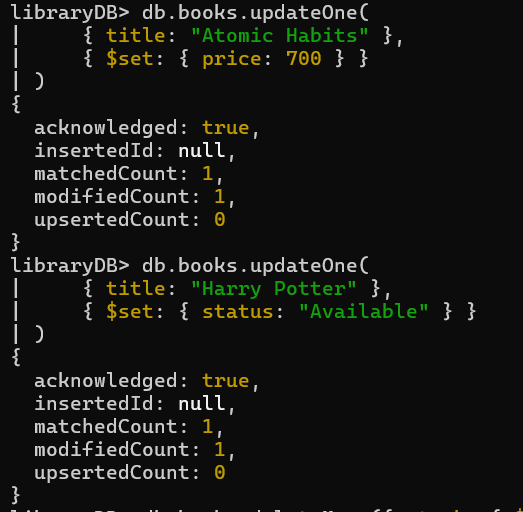 libraryDB> db.books.updateOne(
|     { title: "Atomic Habits" },
|     { $set: { price: 700 } }
| )
{
  acknowledged: true,
  insertedId: null,
  matchedCount: 1,
  modifiedCount: 1,
  upsertedCount: 0
}
libraryDB> db.books.updateOne(
|     { title: "Harry Potter" },
|     { $set: { status: "Available" } }
| )
{
  acknowledged: true,
  insertedId: null,
  matchedCount: 1,
  modifiedCount: 1,
  upsertedCount: 0
}